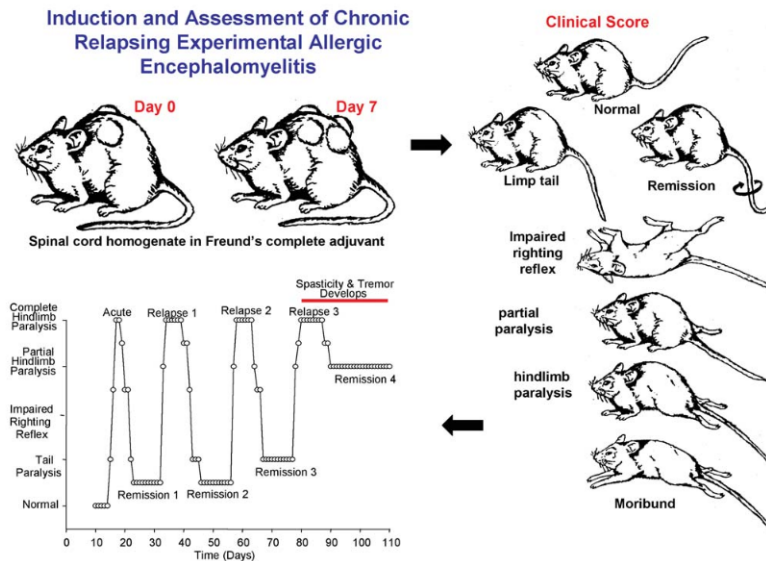 Induction and Assessment of Chronic
Relapsing Experimental Allergic
Encephalomyelitis
Day 0
Day 7
Spinal cord homogenate in Freund's complete adjuvant
Clinical Score
Normal
Limp tail
Remission
Impaired
righting
reflex
partial
paralysis
hindlimb
paralysis
Moribund
Spasticity & Tremor
Develops
Complete
Hindlimb
Paralysis
Partial
Hindlimb
Paralysis
Impaired
Righting
Reflex
Tail
Paralysis
Normal
Acute
Relapse 1
Relapse 2
Relapse 3
Remission 1
Remission 2
Remission 3
Remission 4
0 10 20 30 40 50 60 70 80 90 100 110
Time (Days)